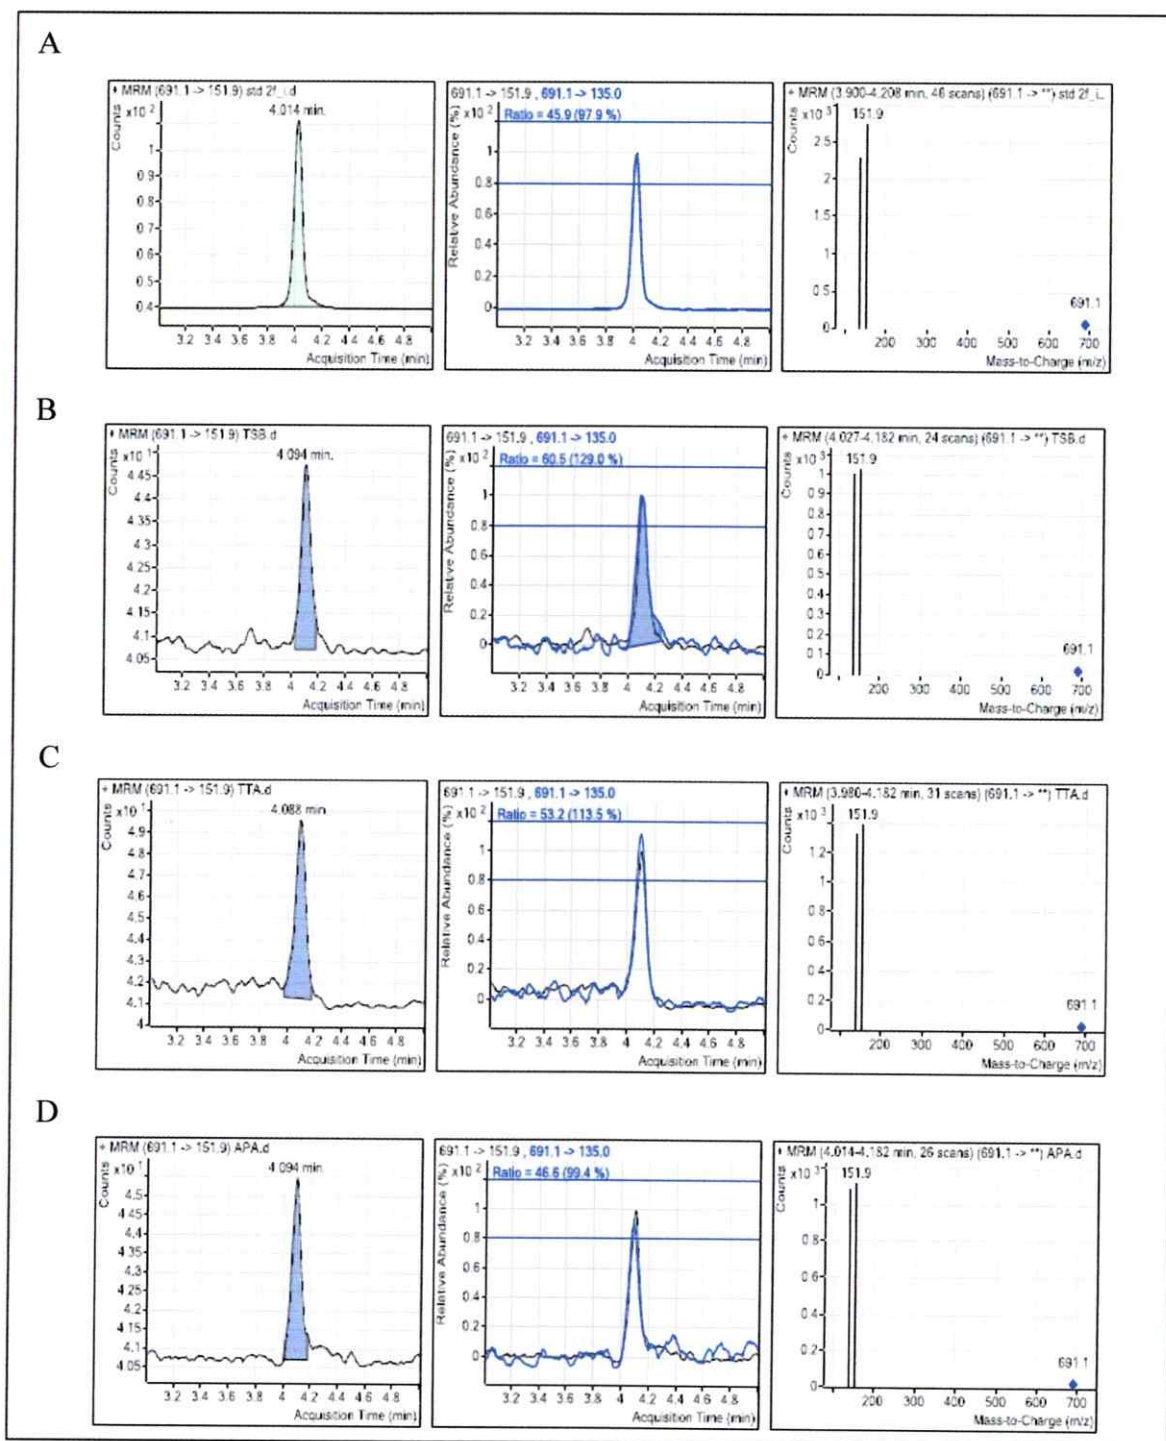 A
+ MRM (691.1 -> 151.9) std 2f_i.d
x10 2
4.014 min.
Counts
1
0.9
0.8
0.7
0.6
0.5
0.4
3.2 3.4 3.6 3.8 4 4.2 4.4 4.6 4.8
Acquisition Time (min)
691.1 -> 151.9 , 691.1 -> 135.0
x10 2
Ratio = 45.9 (97.9 %)
Relative Abundance (%)
1
0.8
0.6
0.4
0.2
0
3.2 3.4 3.6 3.8 4 4.2 4.4 4.6 4.8
Acquisition Time (min)
+ MRM (3.900-4.208 min, 46 scans) (691.1 -> **) std 2f_i...
x10 3
151.9
Counts
2.5
2
1.5
1
0.5
0
691.1
200 300 400 500 600 700
Mass-to-Charge (m/z)
B
+ MRM (691.1 -> 151.9) TSB.d
x10 1
4.094 min.
Counts
4.45
4.4
4.35
4.3
4.25
4.2
4.15
4.1
4.05
3.2 3.4 3.6 3.8 4 4.2 4.4 4.6 4.8
Acquisition Time (min)
691.1 -> 151.9 , 691.1 -> 135.0
x10 2
Ratio = 60.5 (129.0 %)
Relative Abundance (%)
1
0.8
0.6
0.4
0.2
0
3.2 3.4 3.6 3.8 4 4.2 4.4 4.6 4.8
Acquisition Time (min)
+ MRM (4.027-4.182 min, 24 scans) (691.1 -> **) TSB.d
x10 3
151.9
Counts
1
0.9
0.8
0.7
0.6
0.5
0.4
0.3
0.2
0.1
0
691.1
200 300 400 500 600 700
Mass-to-Charge (m/z)
C
+ MRM (691.1 -> 151.9) TTA.d
x10 1
4.088 min.
Counts
4.9
4.8
4.7
4.6
4.5
4.4
4.3
4.2
4.1
4
3.2 3.4 3.6 3.8 4 4.2 4.4 4.6 4.8
Acquisition Time (min)
691.1 -> 151.9 , 691.1 -> 135.0
x10 2
Ratio = 53.2 (113.5 %)
Relative Abundance (%)
1
0.8
0.6
0.4
0.2
0
3.2 3.4 3.6 3.8 4 4.2 4.4 4.6 4.8
Acquisition Time (min)
+ MRM (3.980-4.182 min, 31 scans) (691.1 -> **) TTA.d
x10 3
151.9
Counts
1.2
1
0.8
0.6
0.4
0.2
0
691.1
200 300 400 500 600 700
Mass-to-Charge (m/z)
D
+ MRM (691.1 -> 151.9) APA.d
x10 1
4.094 min.
Counts
4.5
4.45
4.4
4.35
4.3
4.25
4.2
4.15
4.1
4.05
3.2 3.4 3.6 3.8 4 4.2 4.4 4.6 4.8
Acquisition Time (min)
691.1 -> 151.9 , 691.1 -> 135.0
x10 2
Ratio = 46.6 (99.4 %)
Relative Abundance (%)
1
0.8
0.6
0.4
0.2
0
3.2 3.4 3.6 3.8 4 4.2 4.4 4.6 4.8
Acquisition Time (min)
+ MRM (4.014-4.182 min, 26 scans) (691.1 -> **) APA.d
x10 3
151.9
Counts
1
0.8
0.6
0.4
0.2
0
691.1
200 300 400 500 600 700
Mass-to-Charge (m/z)